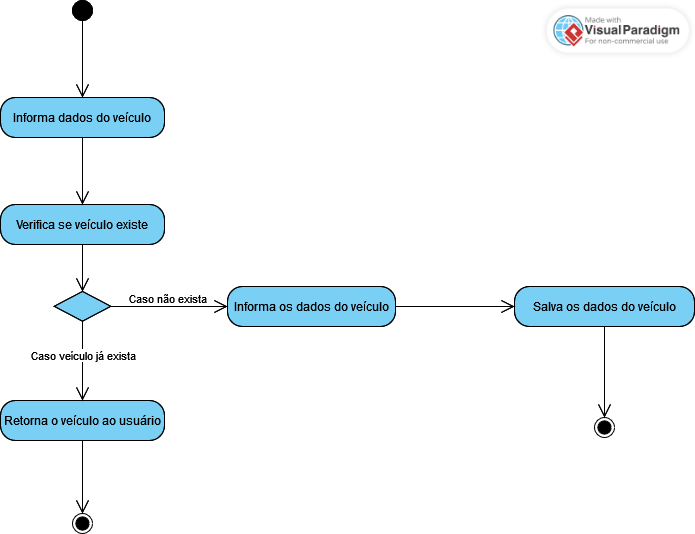 Made with
Visual Paradigm
For non-commercial use
Informa dados do veículo
Verifica se veículo existe
Caso não exista
Informa os dados do veículo
Salva os dados do veículo
Caso veículo já exista
Retorna o veículo ao usuário